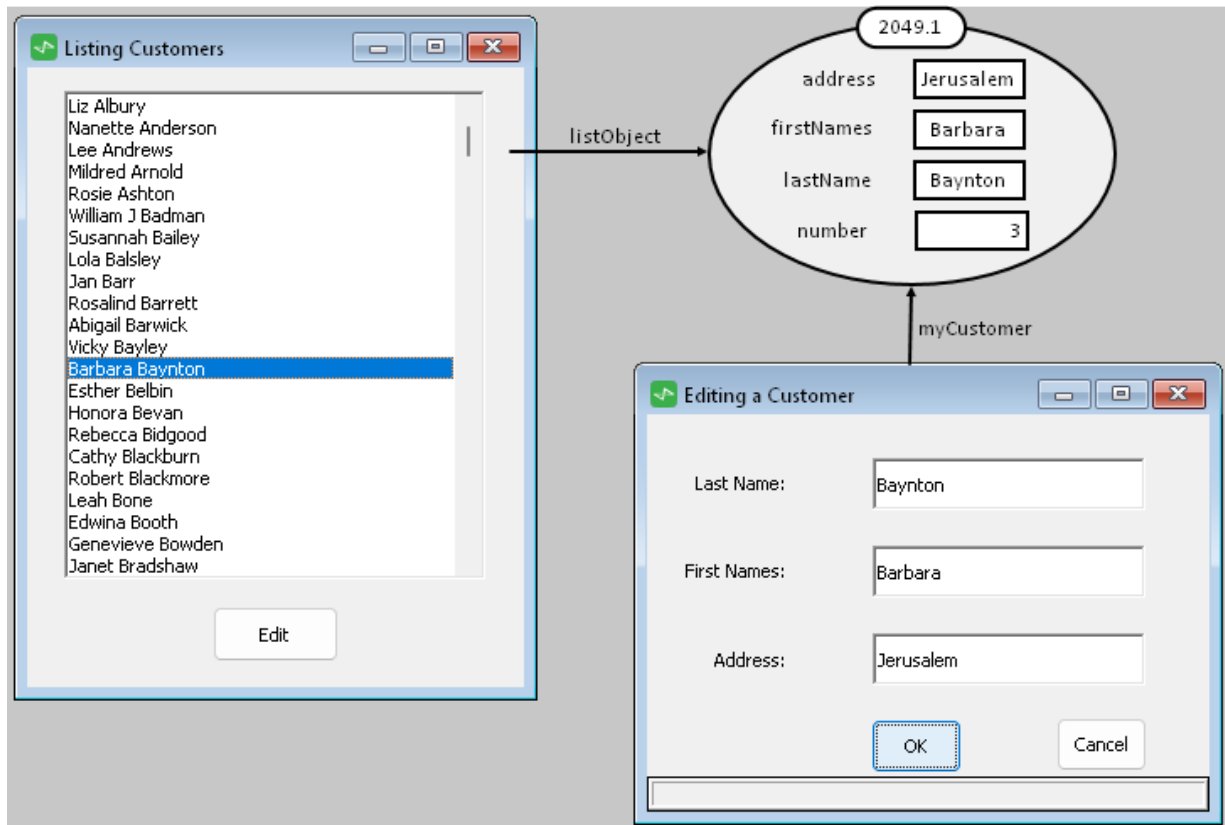 Listing Customers
Liz Albury
Nanette Anderson
Lee Andrews
Mildred Arnold
Rosie Ashton
William J Badman
Susannah Bailey
Lola Balsley
Jan Barr
Rosalind Barrett
Abigail Barwick
Vicky Bayley
Barbara Baynton
Esther Belbin
Honora Bevan
Rebecca Bidgood
Cathy Blackburn
Robert Blackmore
Leah Bone
Edwina Booth
Genevieve Bowden
Janet Bradshaw
Edit
listObject
2049.1
address Jerusalem
firstNames Barbara
lastName Baynton
number 3
myCustomer
Editing a Customer
Last Name: Baynton
First Names: Barbara
Address: Jerusalem
OK Cancel